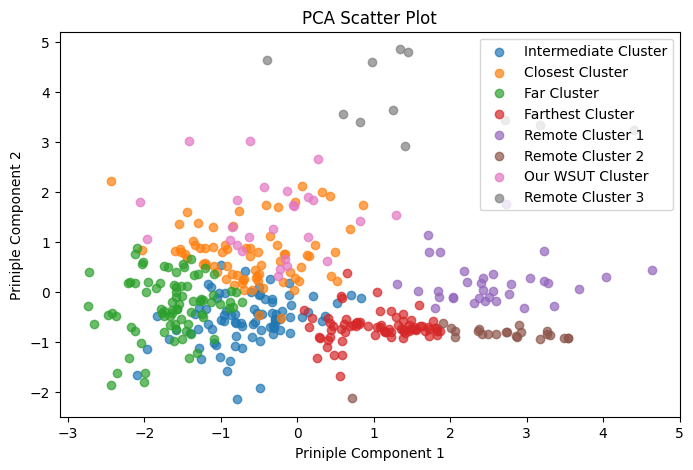 PCA Scatter Plot
Intermediate Cluster
Closest Cluster
Far Cluster
Farthest Cluster
Remote Cluster 1
Remote Cluster 2
Our WSUT Cluster
Remote Cluster 3
Priniple Component 2
5
4
3
2
1
0
−1
−2
−3
−2
−1
0
1
2
3
4
5
Priniple Component 1